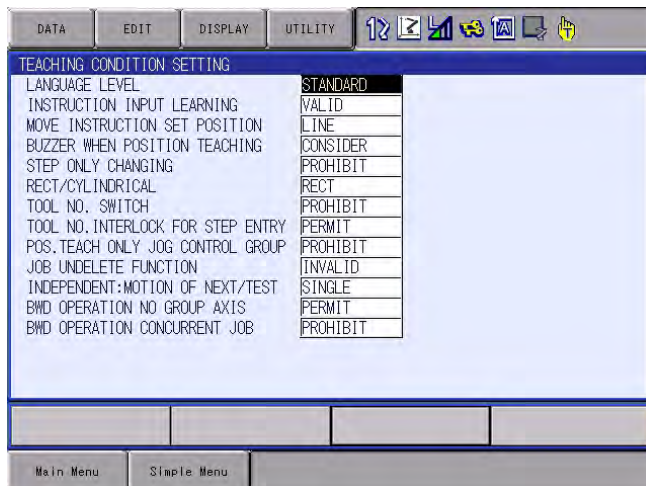 DATA EDIT DISPLAY UTILITY
TEACHING CONDITION SETTING
LANGUAGE LEVEL STANDARD
INSTRUCTION INPUT LEARNING VALID
MOVE INSTRUCTION SET POSITION LINE
BUZZER WHEN POSITION TEACHING CONSIDER
STEP ONLY CHANGING PROHIBIT
RECT/CYLINDRICAL RECT
TOOL NO. SWITCH PROHIBIT
TOOL NO.INTERLOCK FOR STEP ENTRY PERMIT
POS.TEACH ONLY JOG CONTROL GROUP PROHIBIT
JOB UNDELETE FUNCTION INVALID
INDEPENDENT:MOTION OF NEXT/TEST SINGLE
BWD OPERATION NO GROUP AXIS PERMIT
BWD OPERATION CONCURRENT JOB PROHIBIT
Main Menu Simple Menu